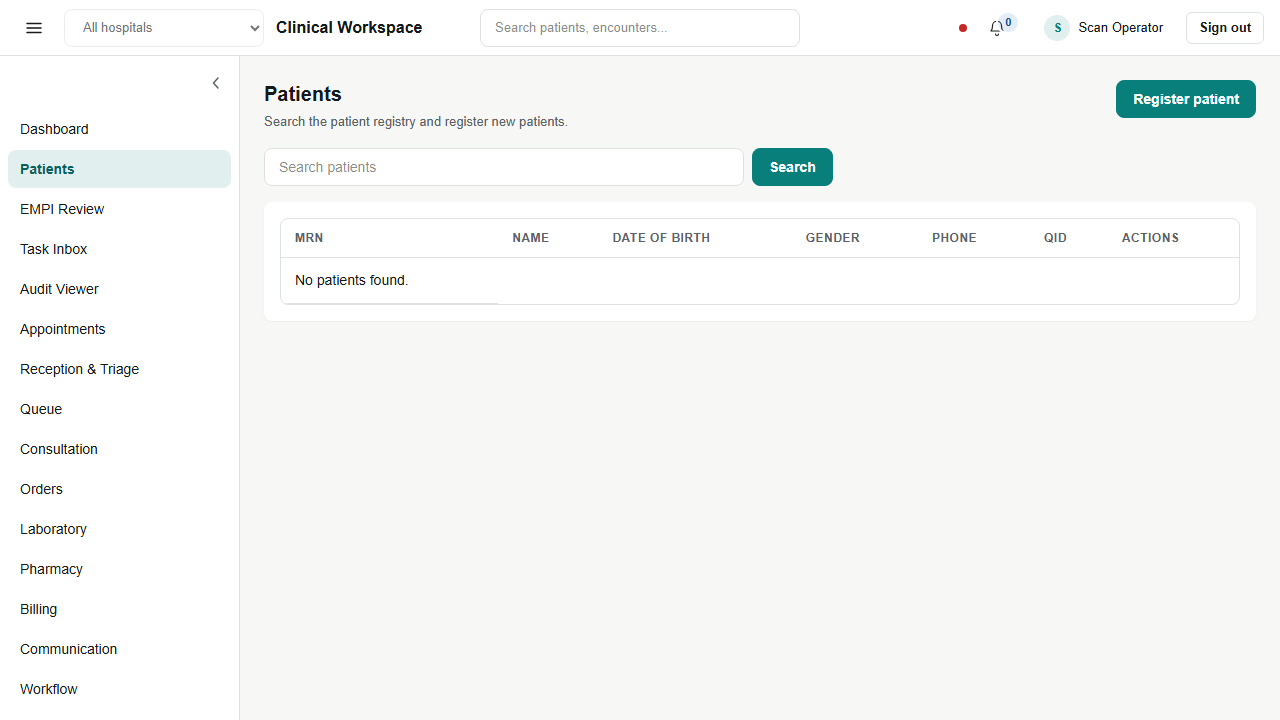 All hospitals
Clinical Workspace
Search patients, encounters...
0
S
Scan Operator
Sign out
Dashboard
Patients
EMPI Review
Task Inbox
Audit Viewer
Appointments
Reception & Triage
Queue
Consultation
Orders
Laboratory
Pharmacy
Billing
Communication
Workflow
Patients
Search the patient registry and register new patients.
Register patient
Search patients
Search
MRN NAME DATE OF BIRTH GENDER PHONE QID ACTIONS
No patients found.